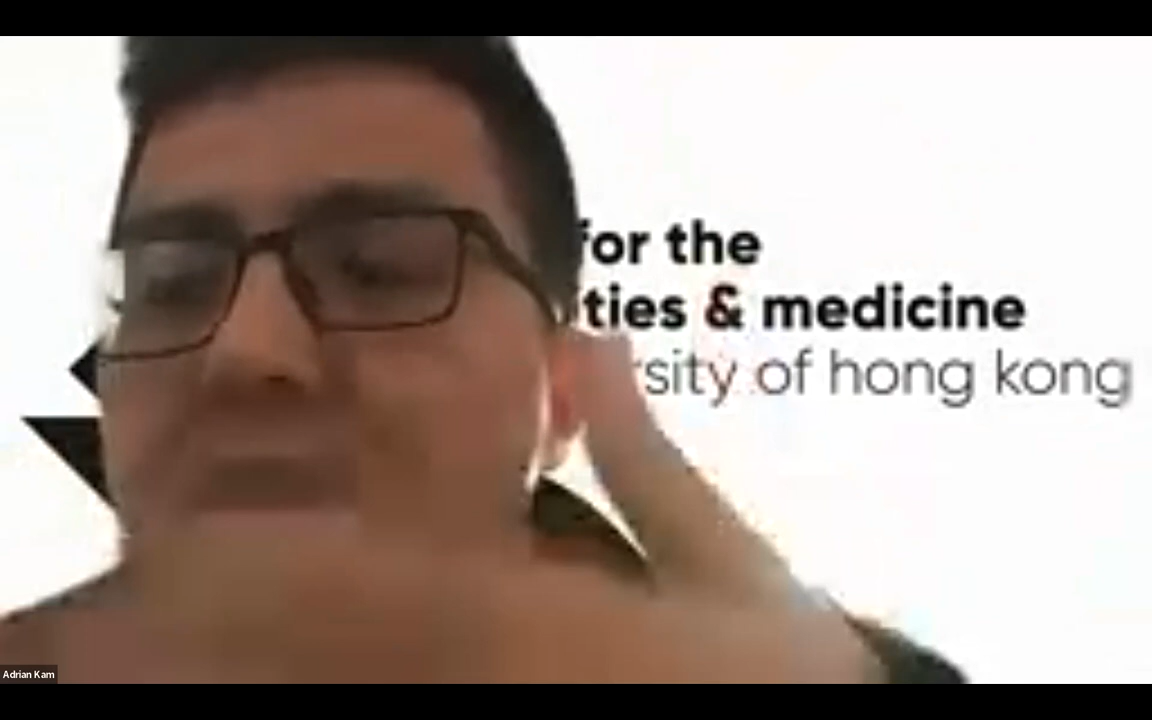 for the
ties & medicine
rsity of hong kong
Adrian Kam